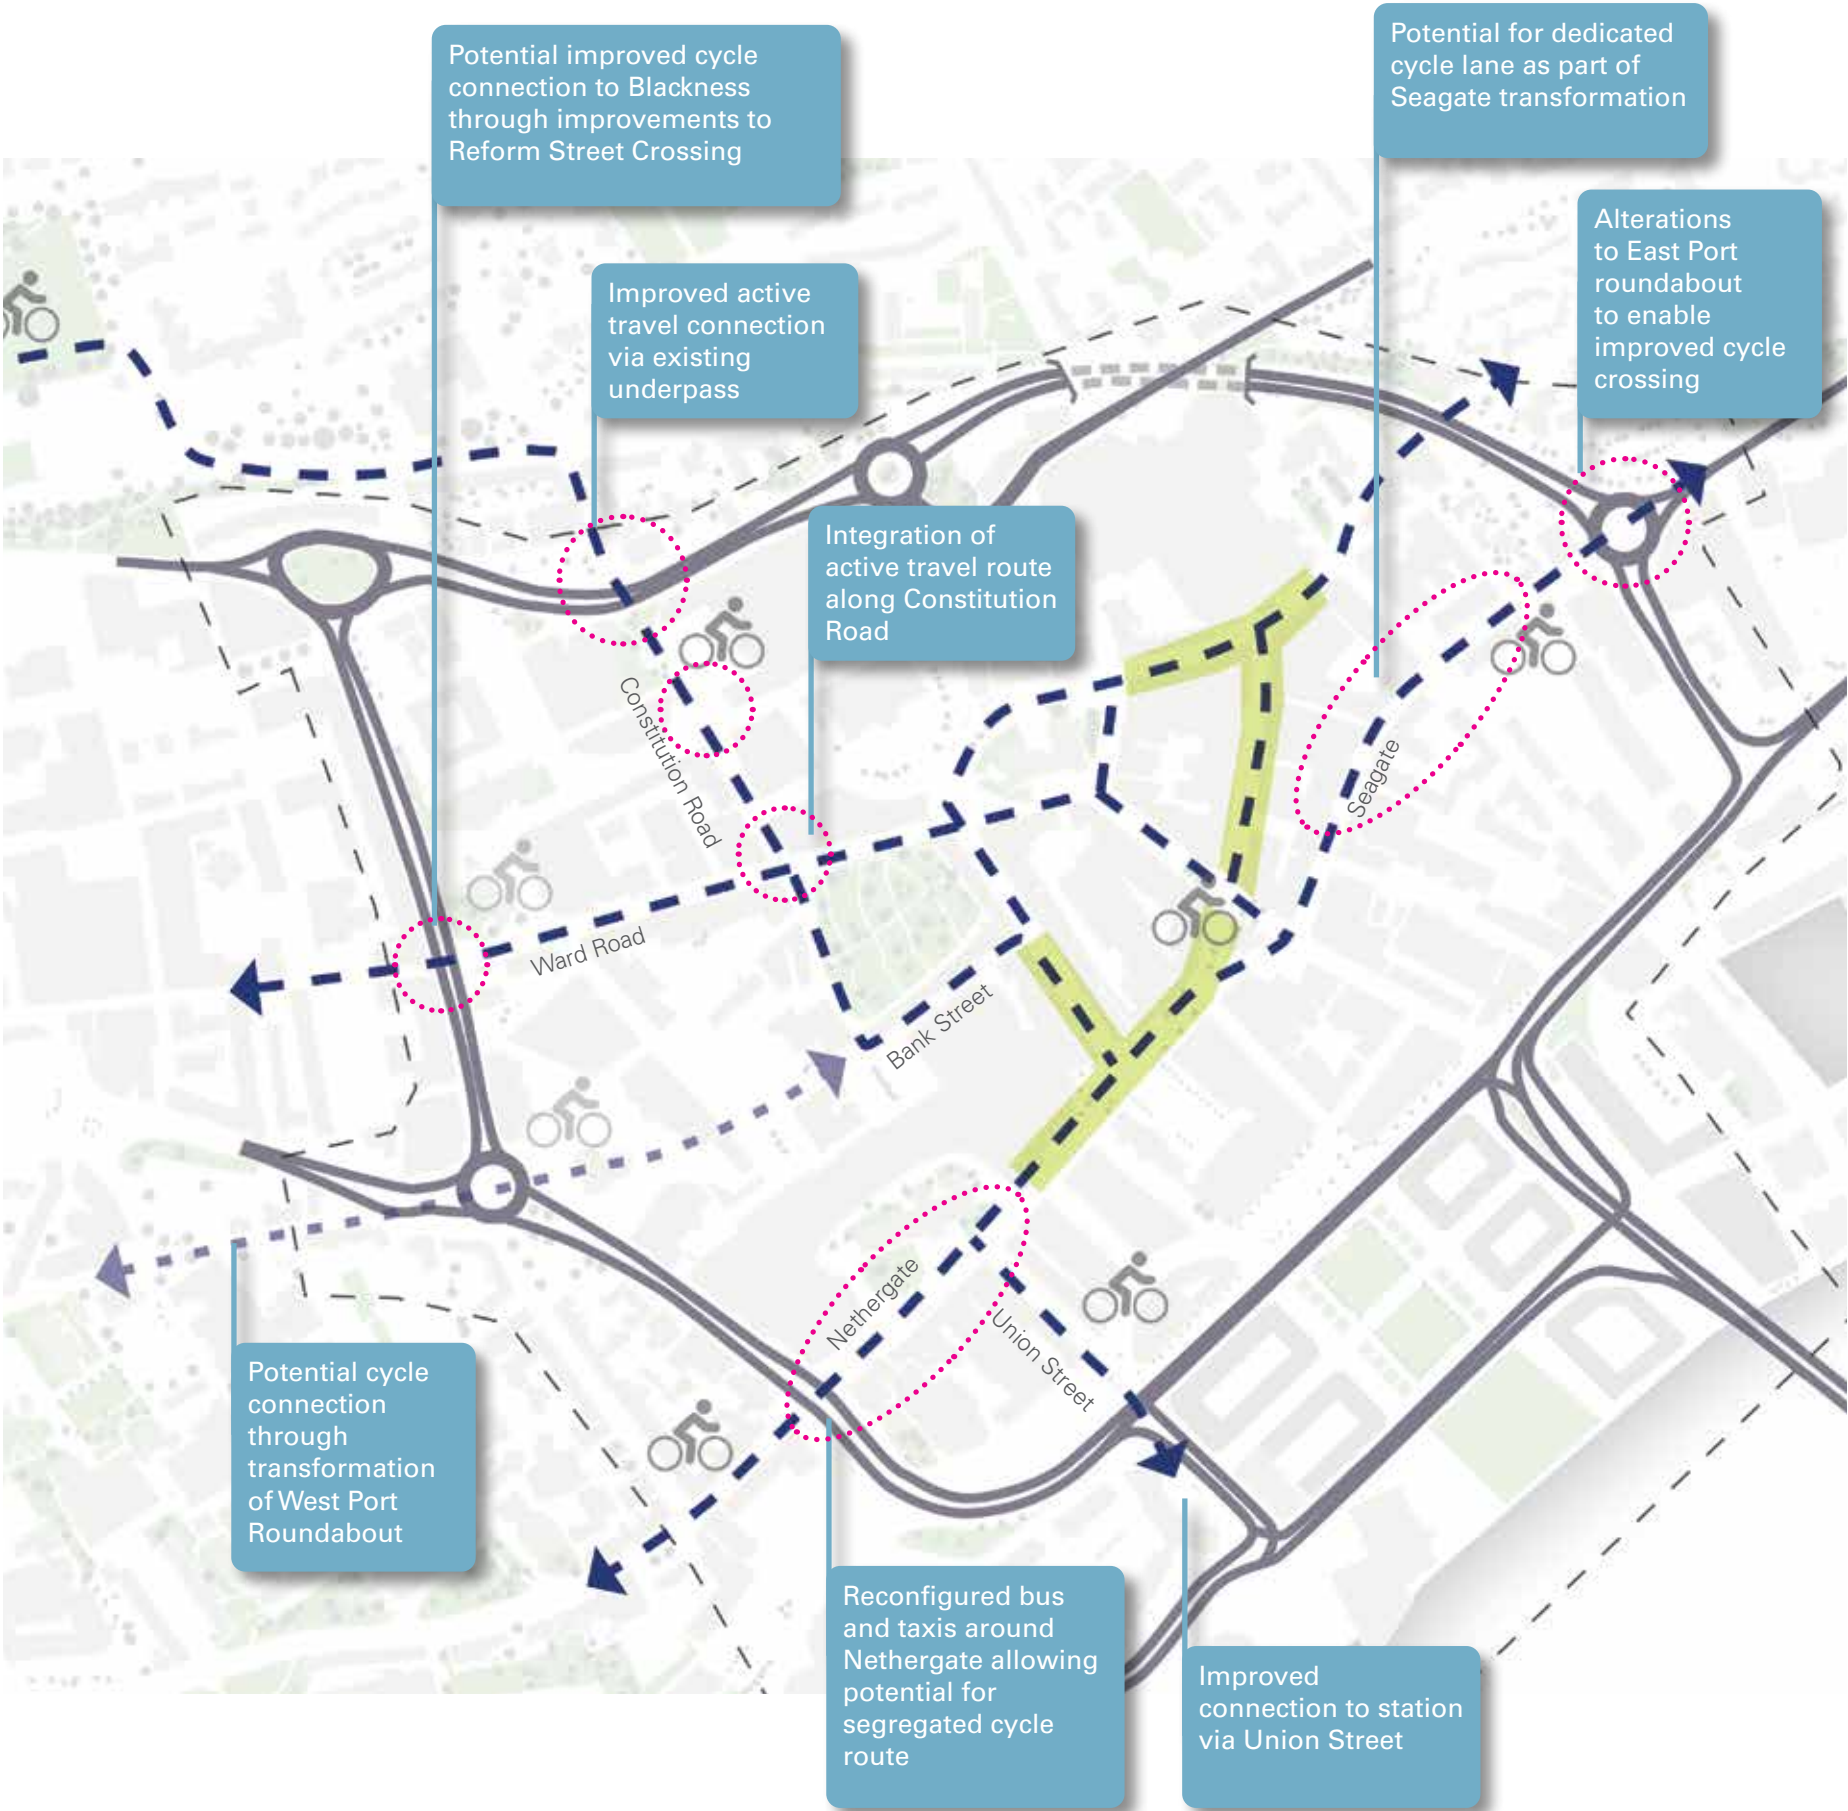 Potential improved cycle
connection to Blackness
through improvements to
Reform Street Crossing
Potential for dedicated
cycle lane as part of
Seagate transformation
Alterations
to East Port
roundabout
to enable
improved cycle
crossing
Improved active
travel connection
via existing
underpass
Integration of
active travel route
along Constitution
Road
Constitution Road
Seagate
Ward Road
Bank Street
Nethergate
Union Street
Potential cycle
connection
through
transformation
of West Port
Roundabout
Reconfigured bus
and taxis around
Nethergate allowing
potential for
segregated cycle
route
Improved
connection to station
via Union Street